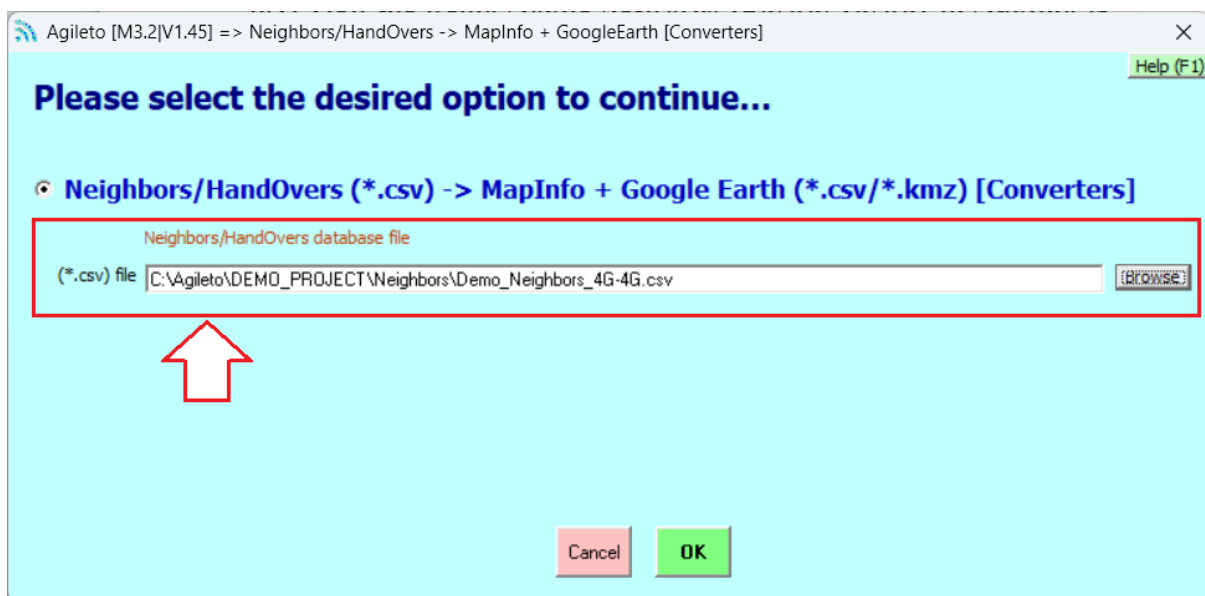 Agileto [M3.2|V1.45] => Neighbors/HandOvers -> MapInfo + GoogleEarth [Converters]
Help (F1)
Please select the desired option to continue...
Neighbors/HandOvers (*.csv) -> MapInfo + Google Earth (*.csv/*.kmz) [Converters]
Neighbors/HandOvers database file
(*.csv) file C:\Agileto\DEMO_PROJECT\Neighbors\Demo_Neighbors_4G-4G.csv Browse
Cancel OK